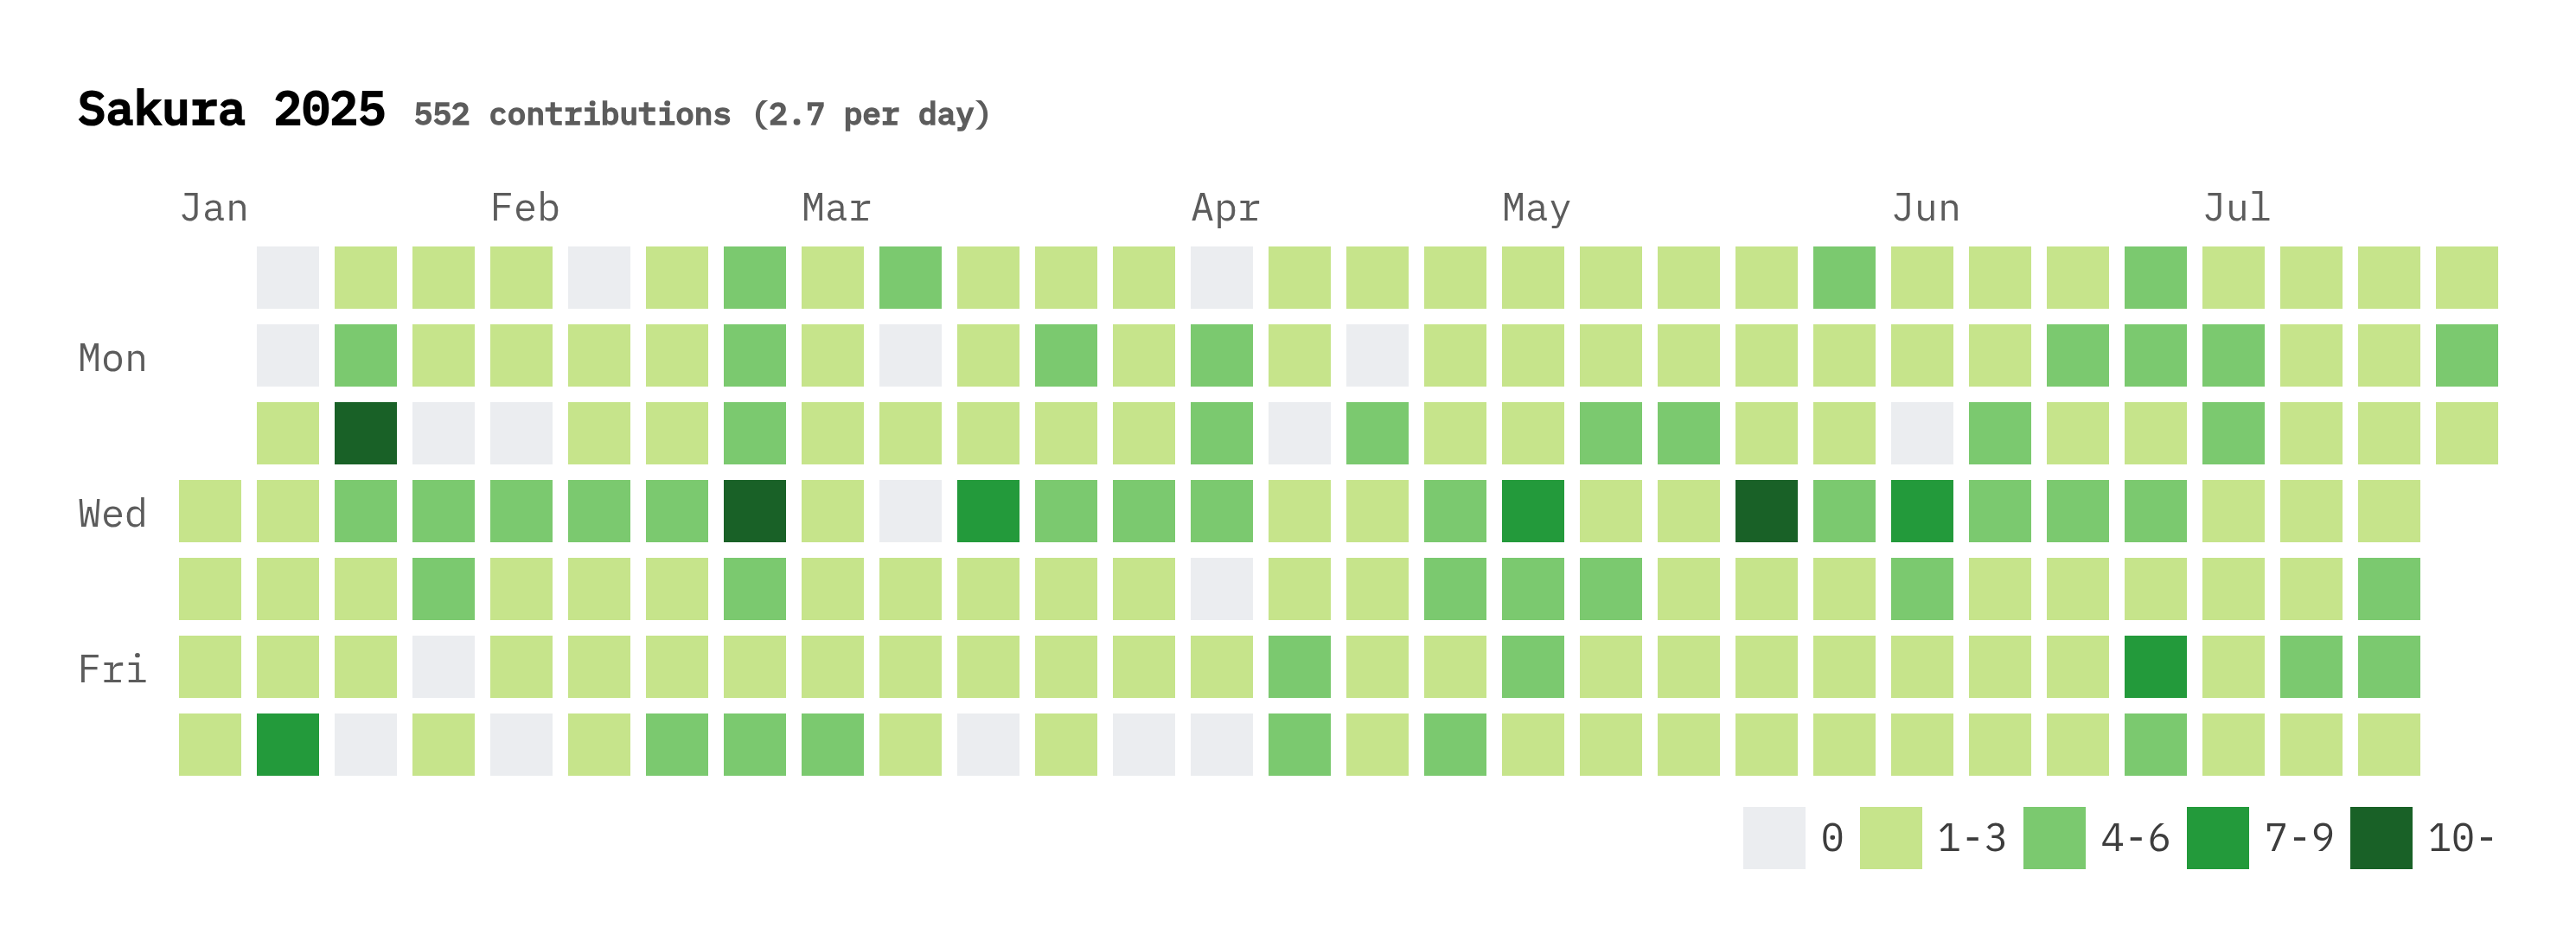 Sakura 2025 552 contributions (2.7 per day)
Jan Feb Mar Apr May Jun Jul
Mon
Wed
Fri
0 1-3 4-6 7-9 10-